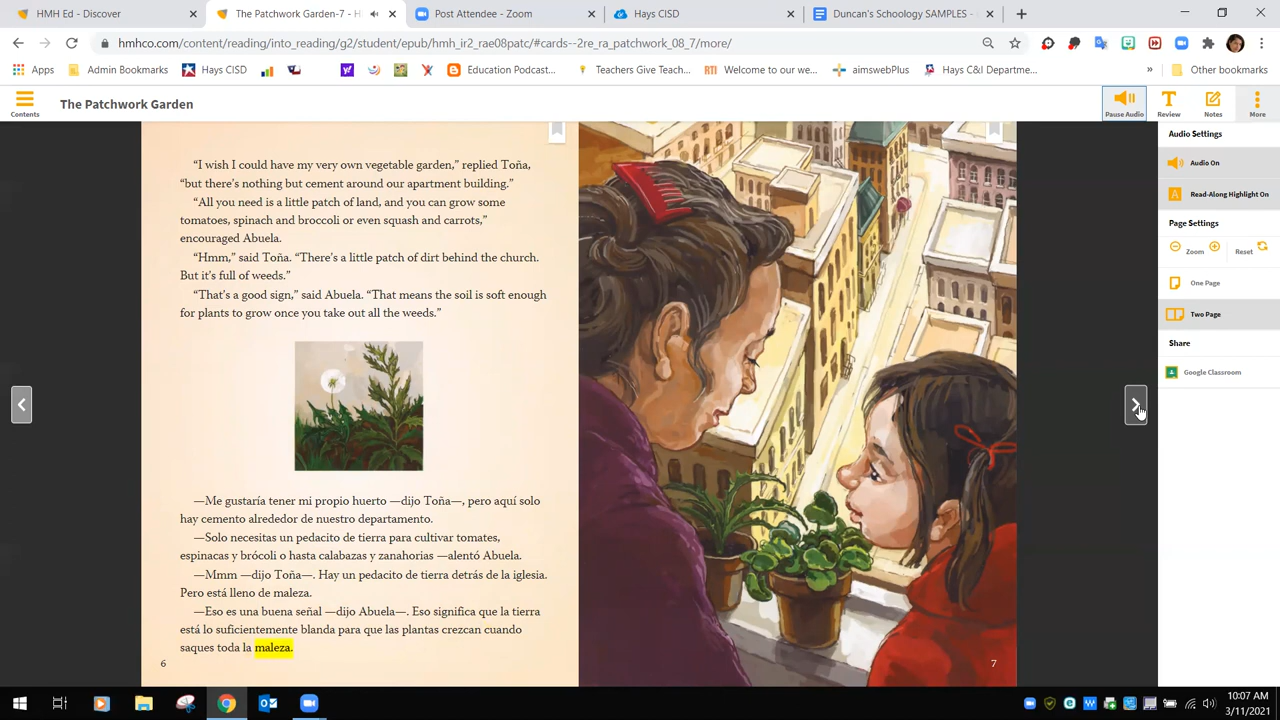 HMH Ed - Discover
The Patchwork Garden-7 - H
Post Attendee - Zoom
Hays CISD
Duncan's Schoology SAMPLES -
hmhco.com/content/reading/into_reading/g2/student/epub/hmh_ir2_rae08patc/#cards--2re_ra_patchwork_08_7/more/
Apps
Admin Bookmarks
Hays CISD
Education Podcast...
Teachers Give Teach...
RTI
Welcome to our we...
aimswebPlus
Hays C&I Departme...
»
Other bookmarks
Contents
The Patchwork Garden
Pause Audio
Review
Notes
More
“I wish I could have my very own vegetable garden,” replied Toña,
“but there’s nothing but cement around our apartment building.”
“All you need is a little patch of land, and you can grow some
tomatoes, spinach and broccoli or even squash and carrots,”
encouraged Abuela.
“Hmm,” said Toña. “There’s a little patch of dirt behind the church.
But it’s full of weeds.”
“That’s a good sign,” said Abuela. “That means the soil is soft enough
for plants to grow once you take out all the weeds.”
—Me gustaría tener mi propio huerto —dijo Toña—, pero aquí solo
hay cemento alrededor de nuestro departamento.
—Solo necesitas un pedacito de tierra para cultivar tomates,
espinacas y brócoli o hasta calabazas y zanahorias —alentó Abuela.
—Mmm —dijo Toña—. Hay un pedacito de tierra detrás de la iglesia.
Pero está lleno de maleza.
—Eso es una buena señal —dijo Abuela—. Eso significa que la tierra
está lo suficientemente blanda para que las plantas crezcan cuando
saques toda la maleza.
6
7
Audio Settings
Audio On
A
Read-Along Highlight On
Page Settings
Zoom
Reset
One Page
Two Page
Share
Google Classroom
10:07 AM
3/11/2021